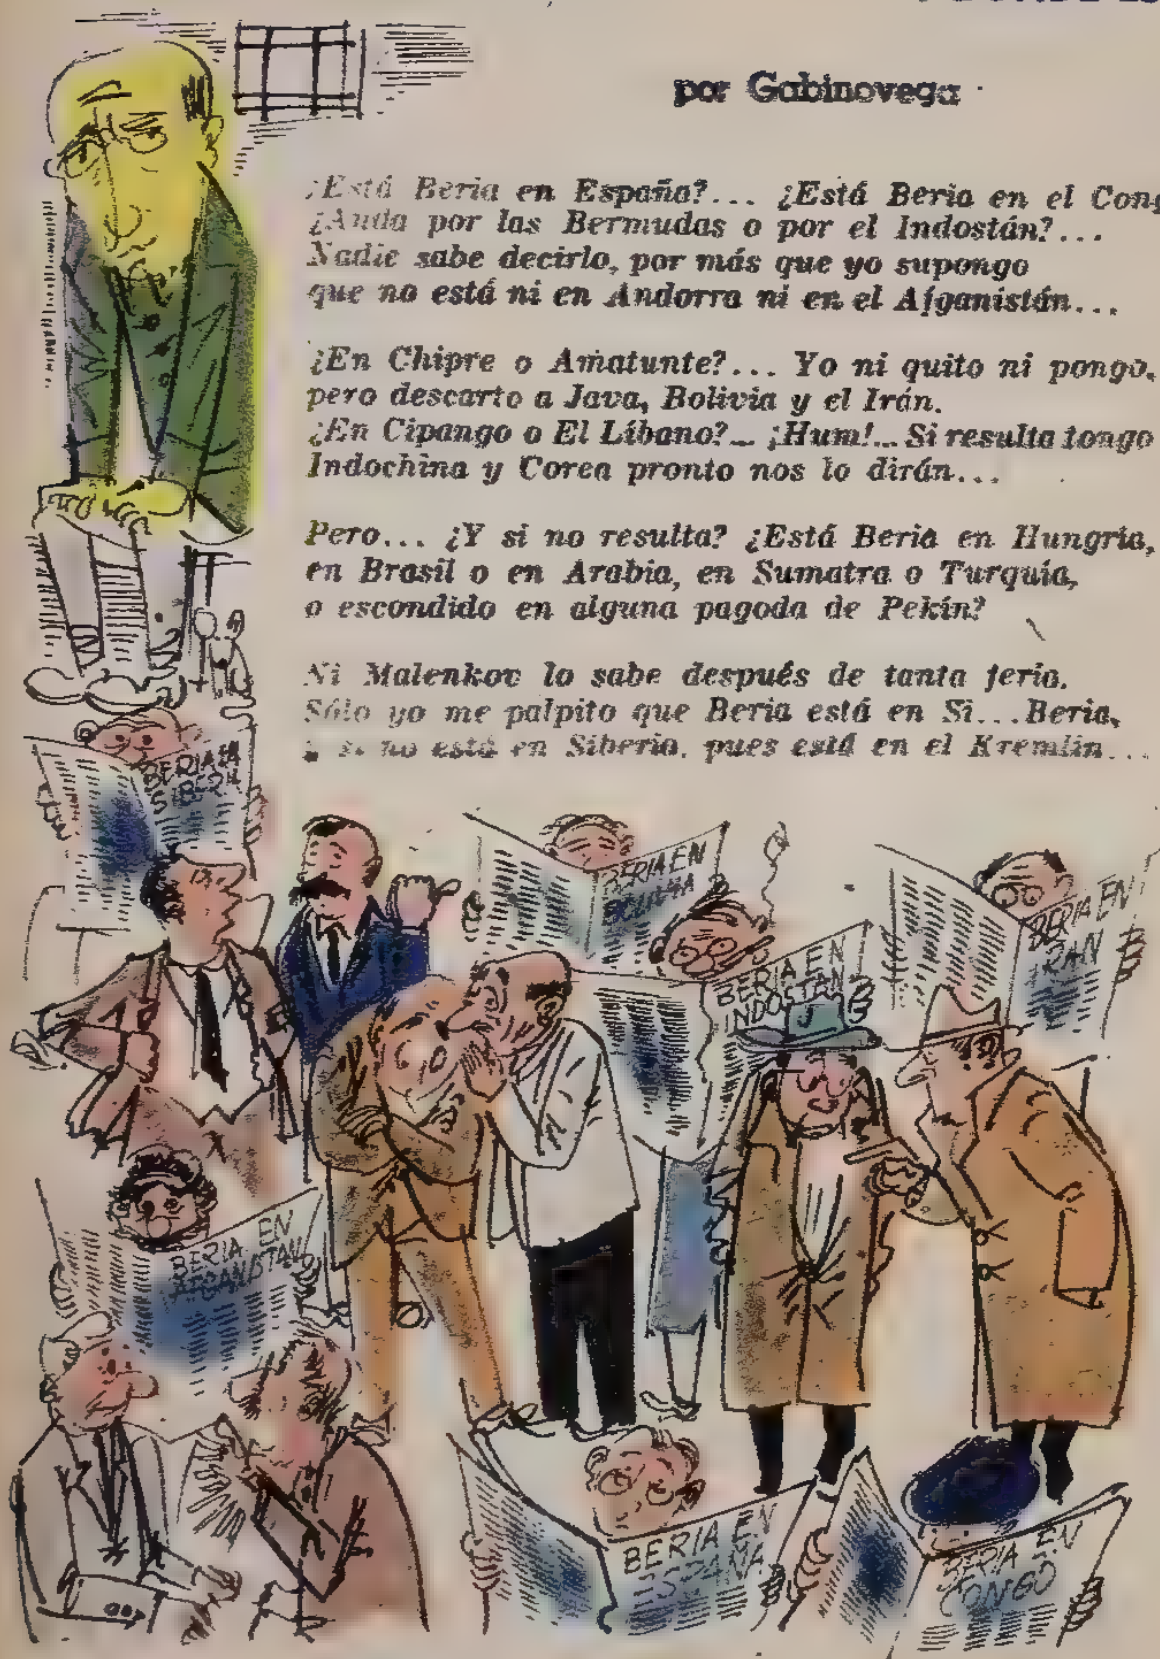 por Gabinovega
¿Está Beria en España?... ¿Está Beria en el Cong
¿Anda por las Bermudas o por el Indostán?...
Nadie sabe decirlo, por más que yo supongo
que no está ni en Andorra ni en el Afganistán...
¿En Chipre o Amatunte?... Yo ni quito ni pongo,
pero descarto a Java, Bolivia y el Irán.
¿En Cipango o El Líbano?... ¡Hum!... Si resulta tongo
Indochina y Corea pronto nos lo dirán...
Pero... ¿Y si no resulta? ¿Está Beria en Hungría,
en Brasil o en Arabia, en Sumatra o Turquía,
o escondido en alguna pagoda de Pekín?
Ni Malenkov lo sabe después de tanta feria.
Sólo yo me palpito que Beria está en Si...Beria,
y si no está en Siberia, pues está en el Kremlin...
BERIA
SIBERI
BERIA EN
BERIA EN
IRAN
BERIA EN
INDOSTAN
BERIA EN
AFGANISTAN
BERIA EN
ESPAÑA
BERIA EN
CONGO